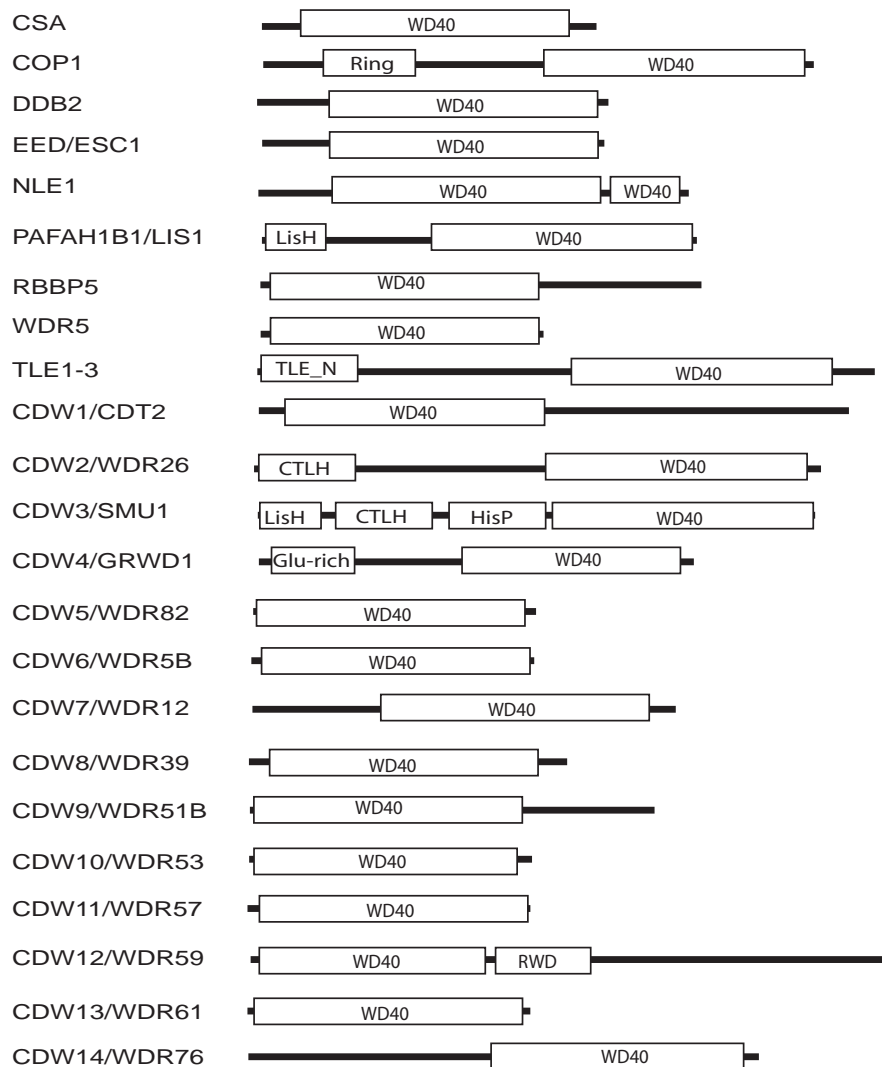 CSA WD40
COP1 Ring WD40
DDB2 WD40
EED/ESC1 WD40
NLE1 WD40 WD40
PAFAH1B1/LIS1 LisH WD40
RBBP5 WD40
WDR5 WD40
TLE1-3 TLE_N WD40
CDW1/CDT2 WD40
CDW2/WDR26 CTLH WD40
CDW3/SMU1 LisH CTLH HisP WD40
CDW4/GRWD1 Glu-rich WD40
CDW5/WDR82 WD40
CDW6/WDR5B WD40
CDW7/WDR12 WD40
CDW8/WDR39 WD40
CDW9/WDR51B WD40
CDW10/WDR53 WD40
CDW11/WDR57 WD40
CDW12/WDR59 WD40 RWD
CDW13/WDR61 WD40
CDW14/WDR76 WD40